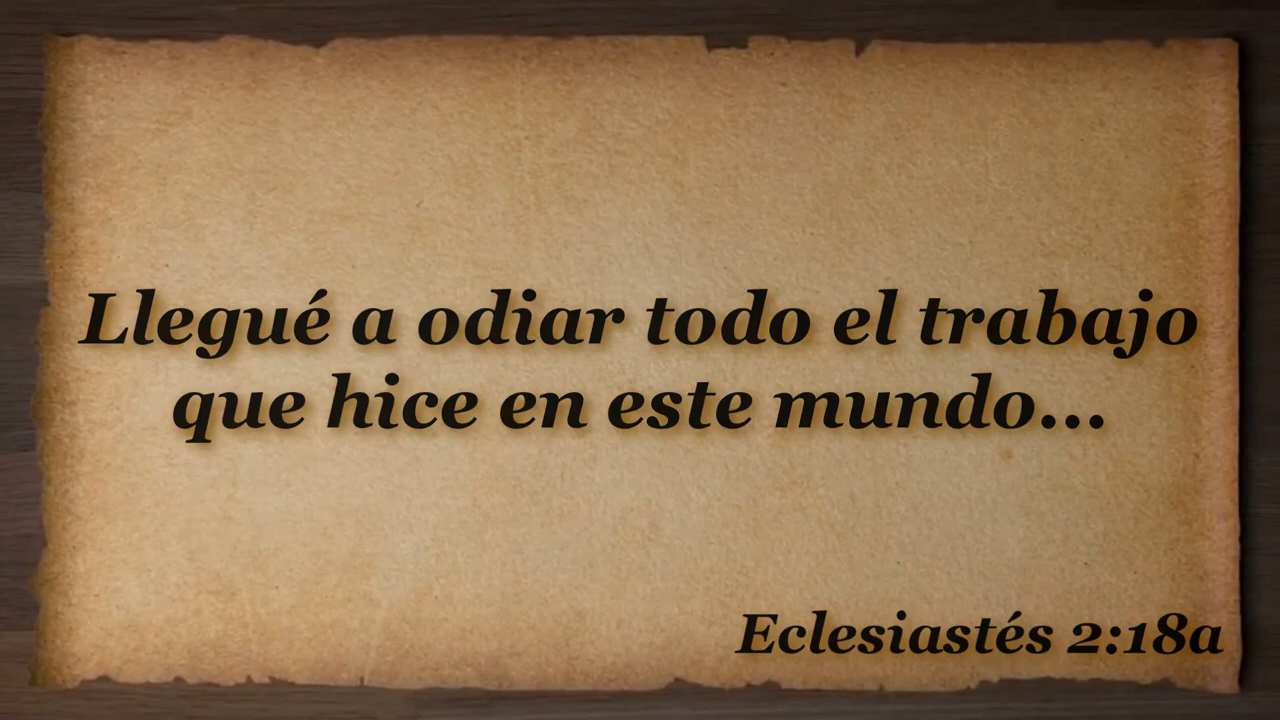 Llegué a odiar todo el trabajo
que hice en este mundo...
Eclesiastés 2:18a